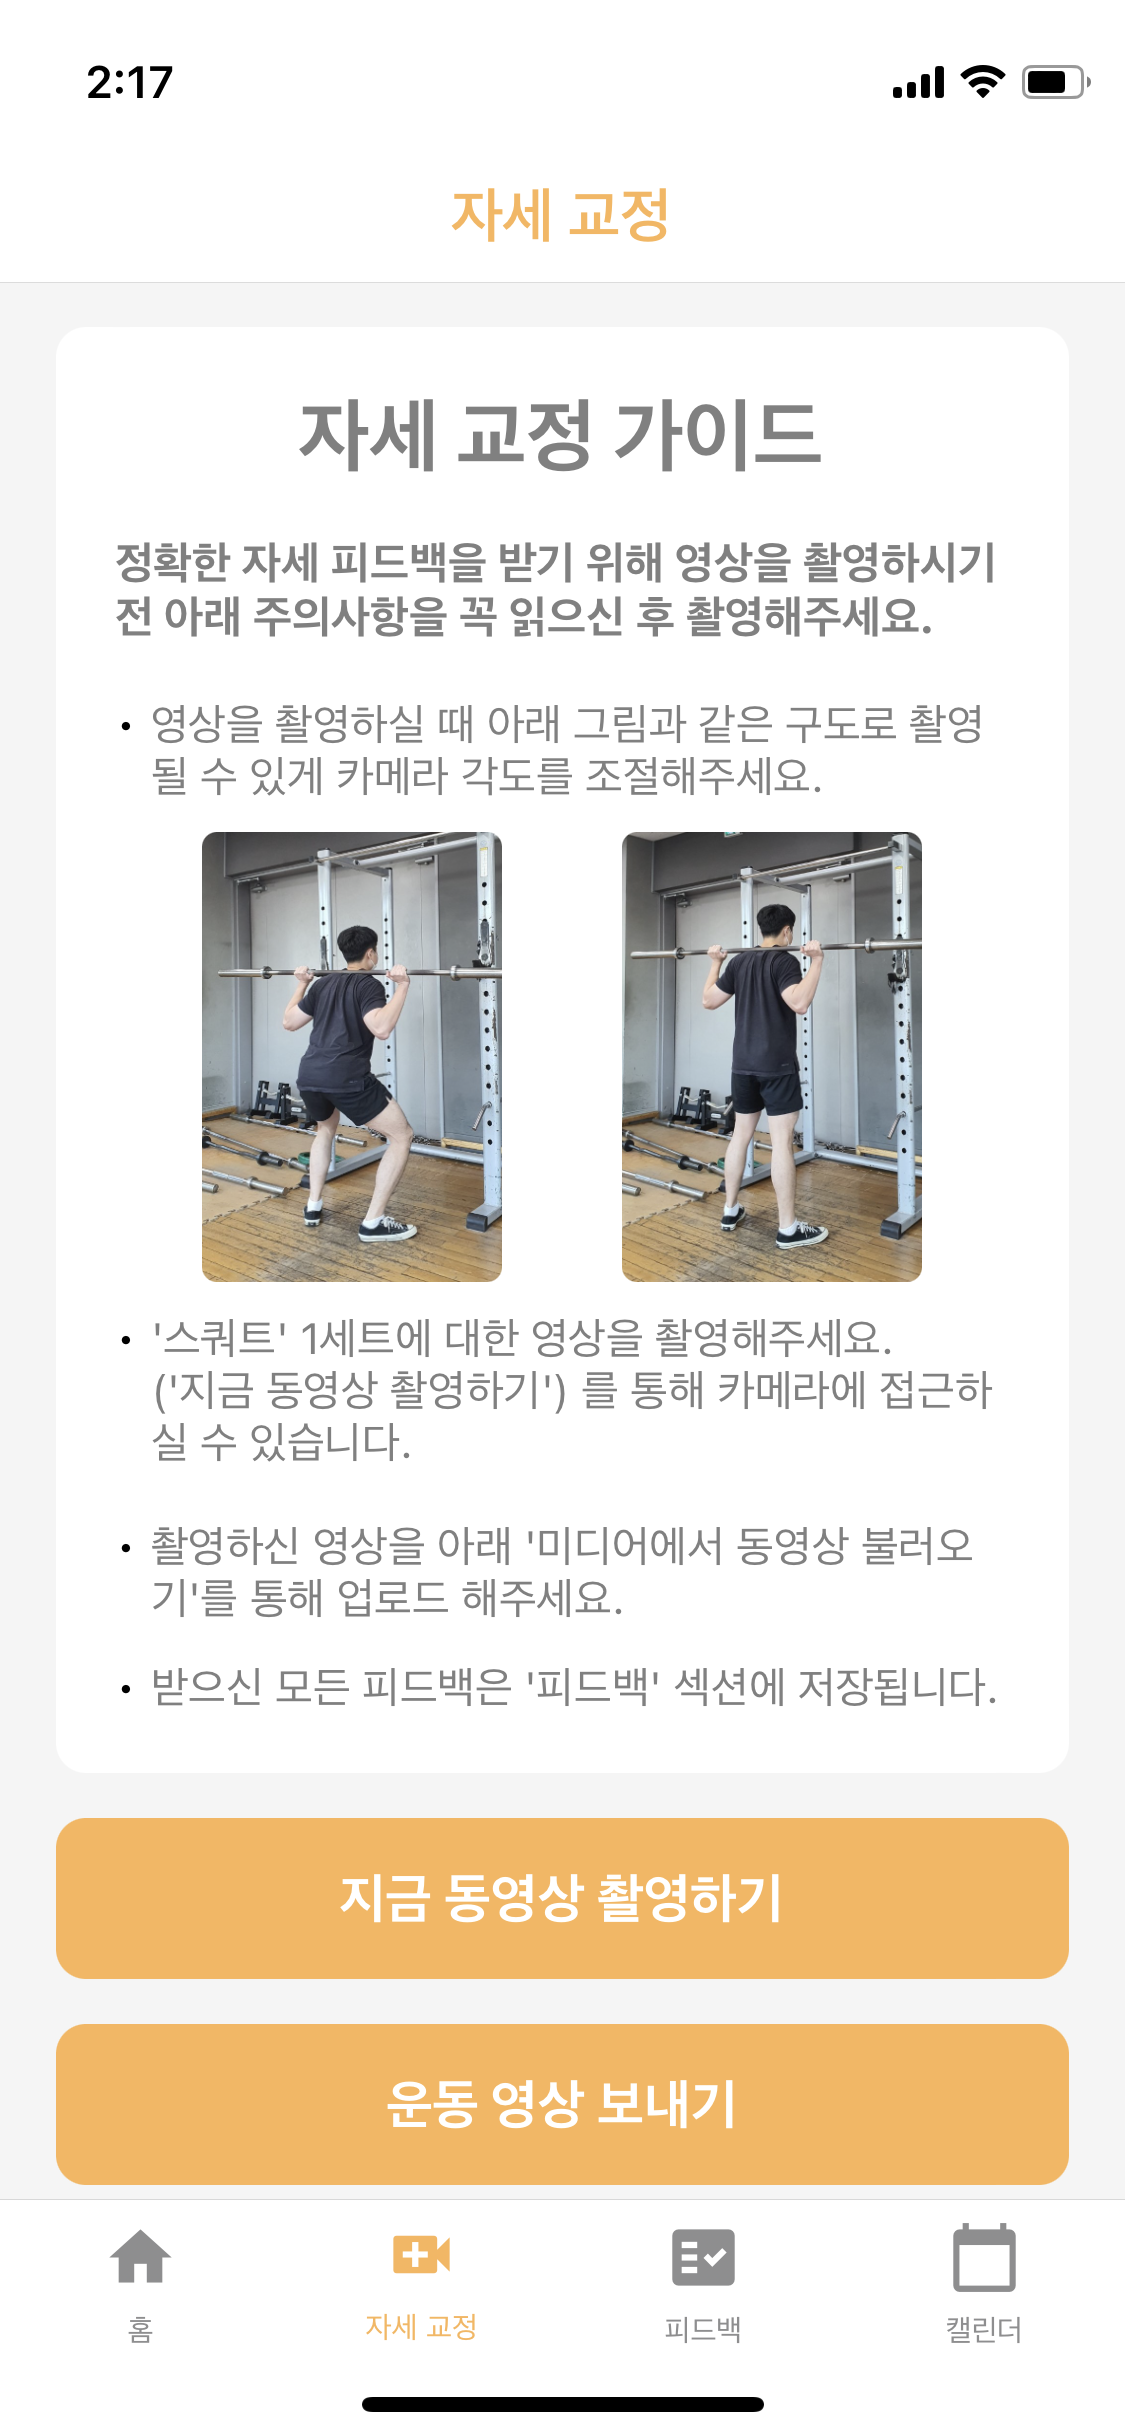 2:17
자세 교정
자세 교정 가이드
정확한 자세 피드백을 받기 위해 영상을 촬영하시기
전 아래 주의사항을 꼭 읽으신 후 촬영해주세요.
• 영상을 촬영하실 때 아래 그림과 같은 구도로 촬영
될 수 있게 카메라 각도를 조절해주세요.
• '스쿼트' 1세트에 대한 영상을 촬영해주세요.
('지금 동영상 촬영하기') 를 통해 카메라에 접근하
실 수 있습니다.
• 촬영하신 영상을 아래 '미디어에서 동영상 불러오
기'를 통해 업로드 해주세요.
• 받으신 모든 피드백은 '피드백' 섹션에 저장됩니다.
지금 동영상 촬영하기
운동 영상 보내기
홈
자세 교정
피드백
캘린더